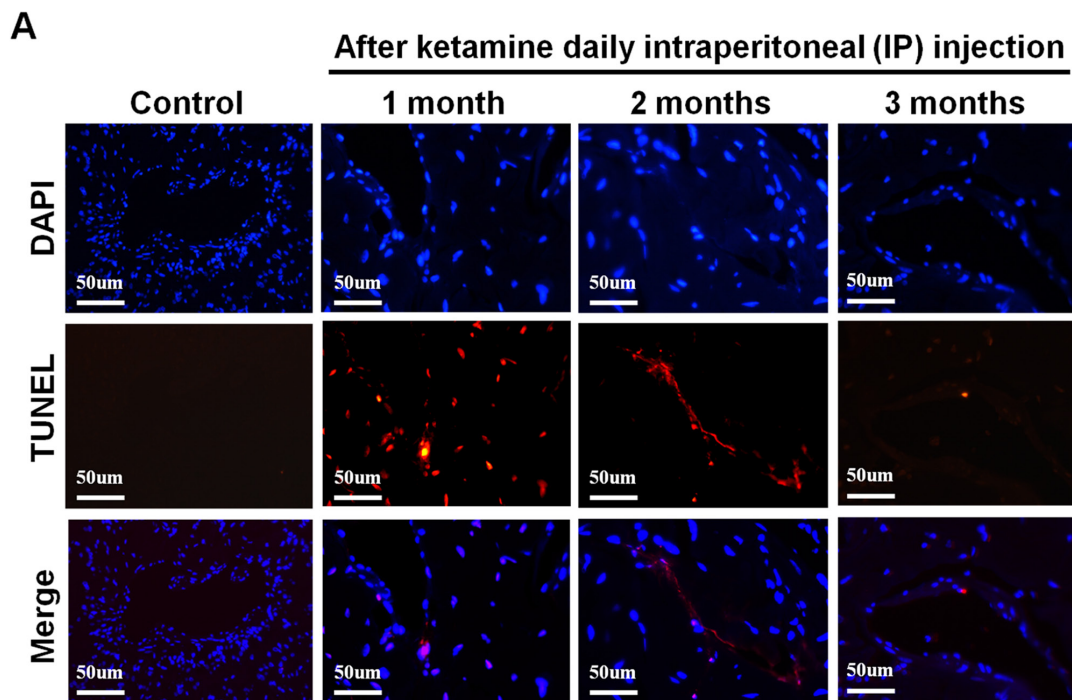 A
After ketamine daily intraperitoneal (IP) injection
Control 1 month 2 months 3 months
DAPI
50um 50um 50um 50um
TUNEL
50um 50um 50um 50um
Merge
50um 50um 50um 50um